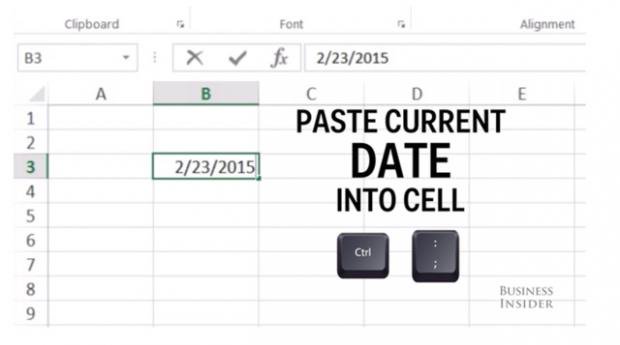 Clipboard Font Alignment
B3 fx 2/23/2015
A B C D E
1
2
3 2/23/2015
4
5
6
7
8
9
PASTE CURRENT
DATE
INTO CELL
Ctrl : ;
BUSINESS
INSIDER